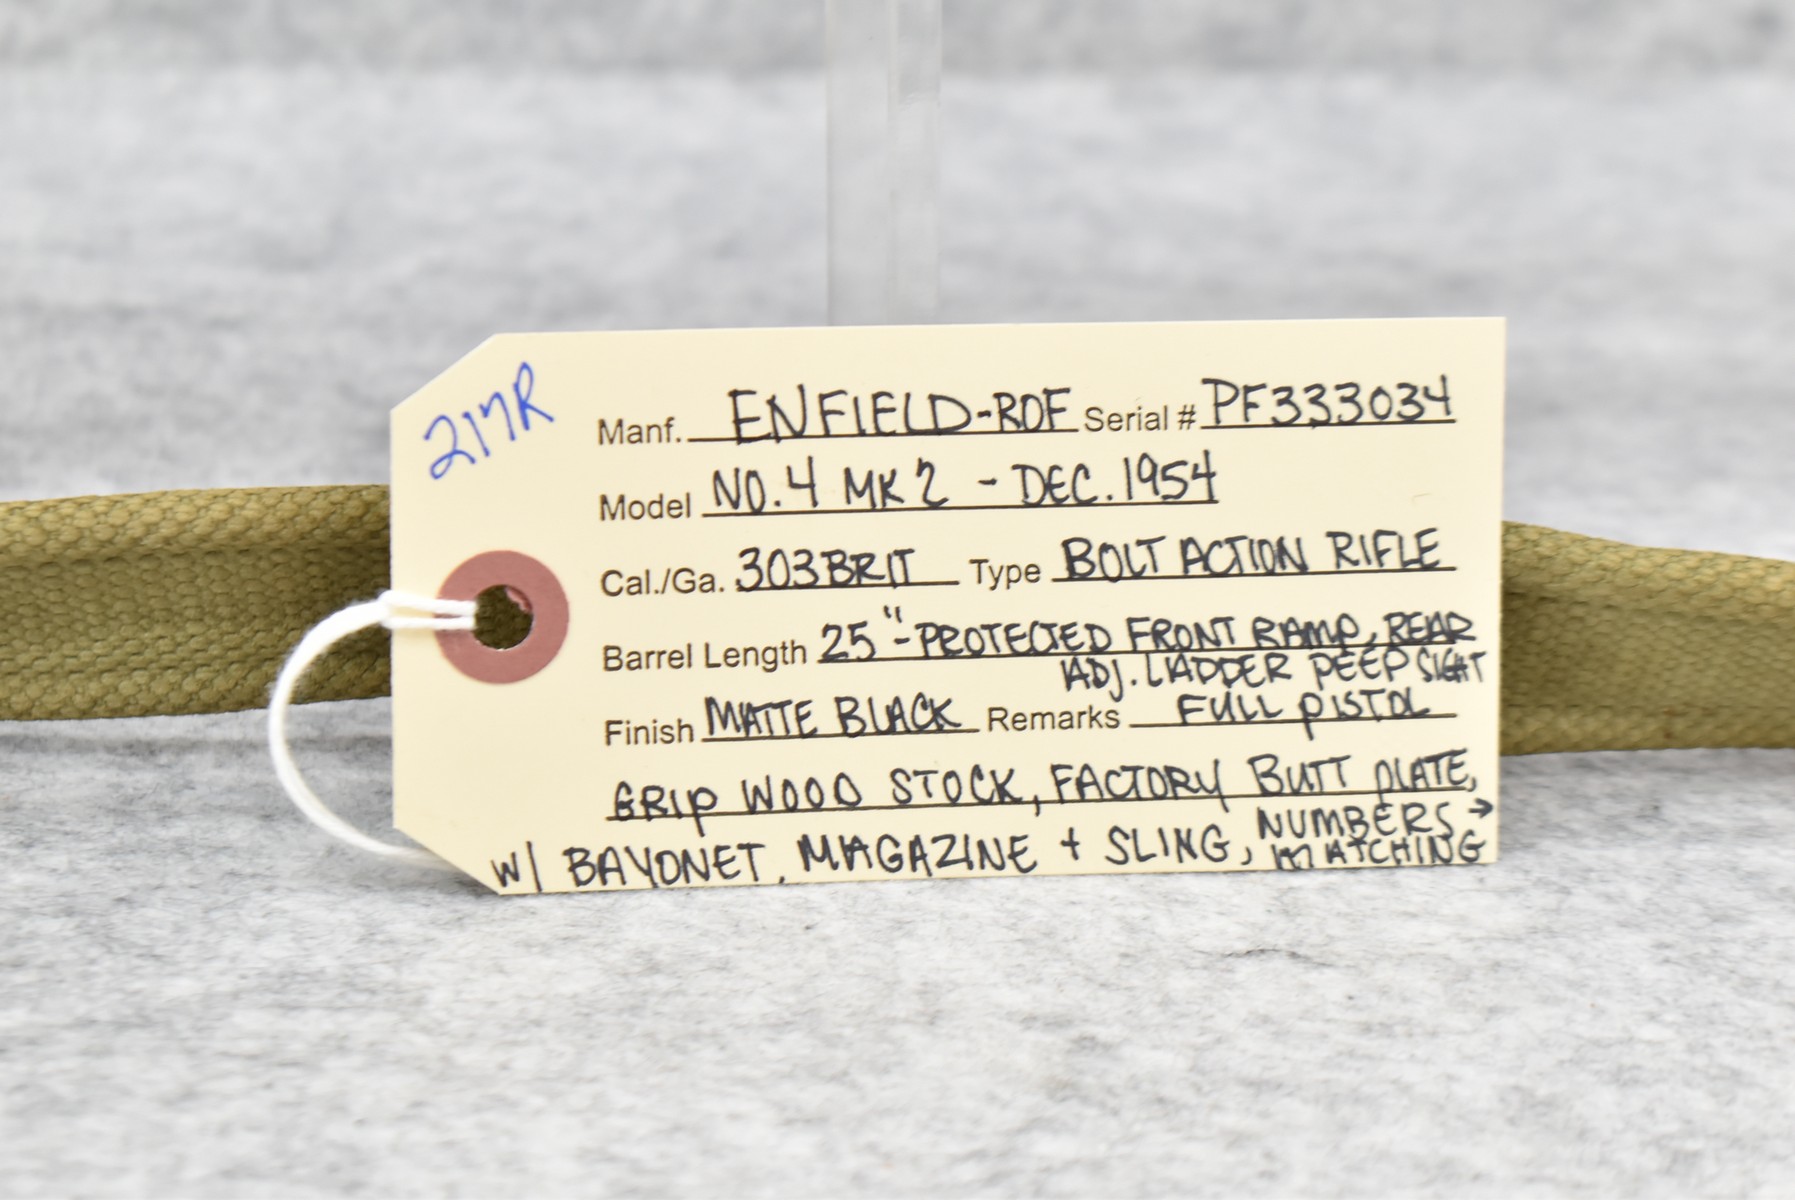 217R
Manf. ENFIELD-ROF Serial # PF333034
Model NO.4 MK2 - DEC. 1954
Cal./Ga. 303BRIT Type BOLT ACTION RIFLE
Barrel Length 25"-PROTECTED FRONT RAMP, REAR
ADJ. LADDER PEEP SIGHT
Finish MATTE BLACK Remarks FULL PISTOL
GRIP WOOD STOCK, FACTORY BUTT PLATE,
W/ BAYONET, MAGAZINE + SLING, NUMBERS →
MATCHING